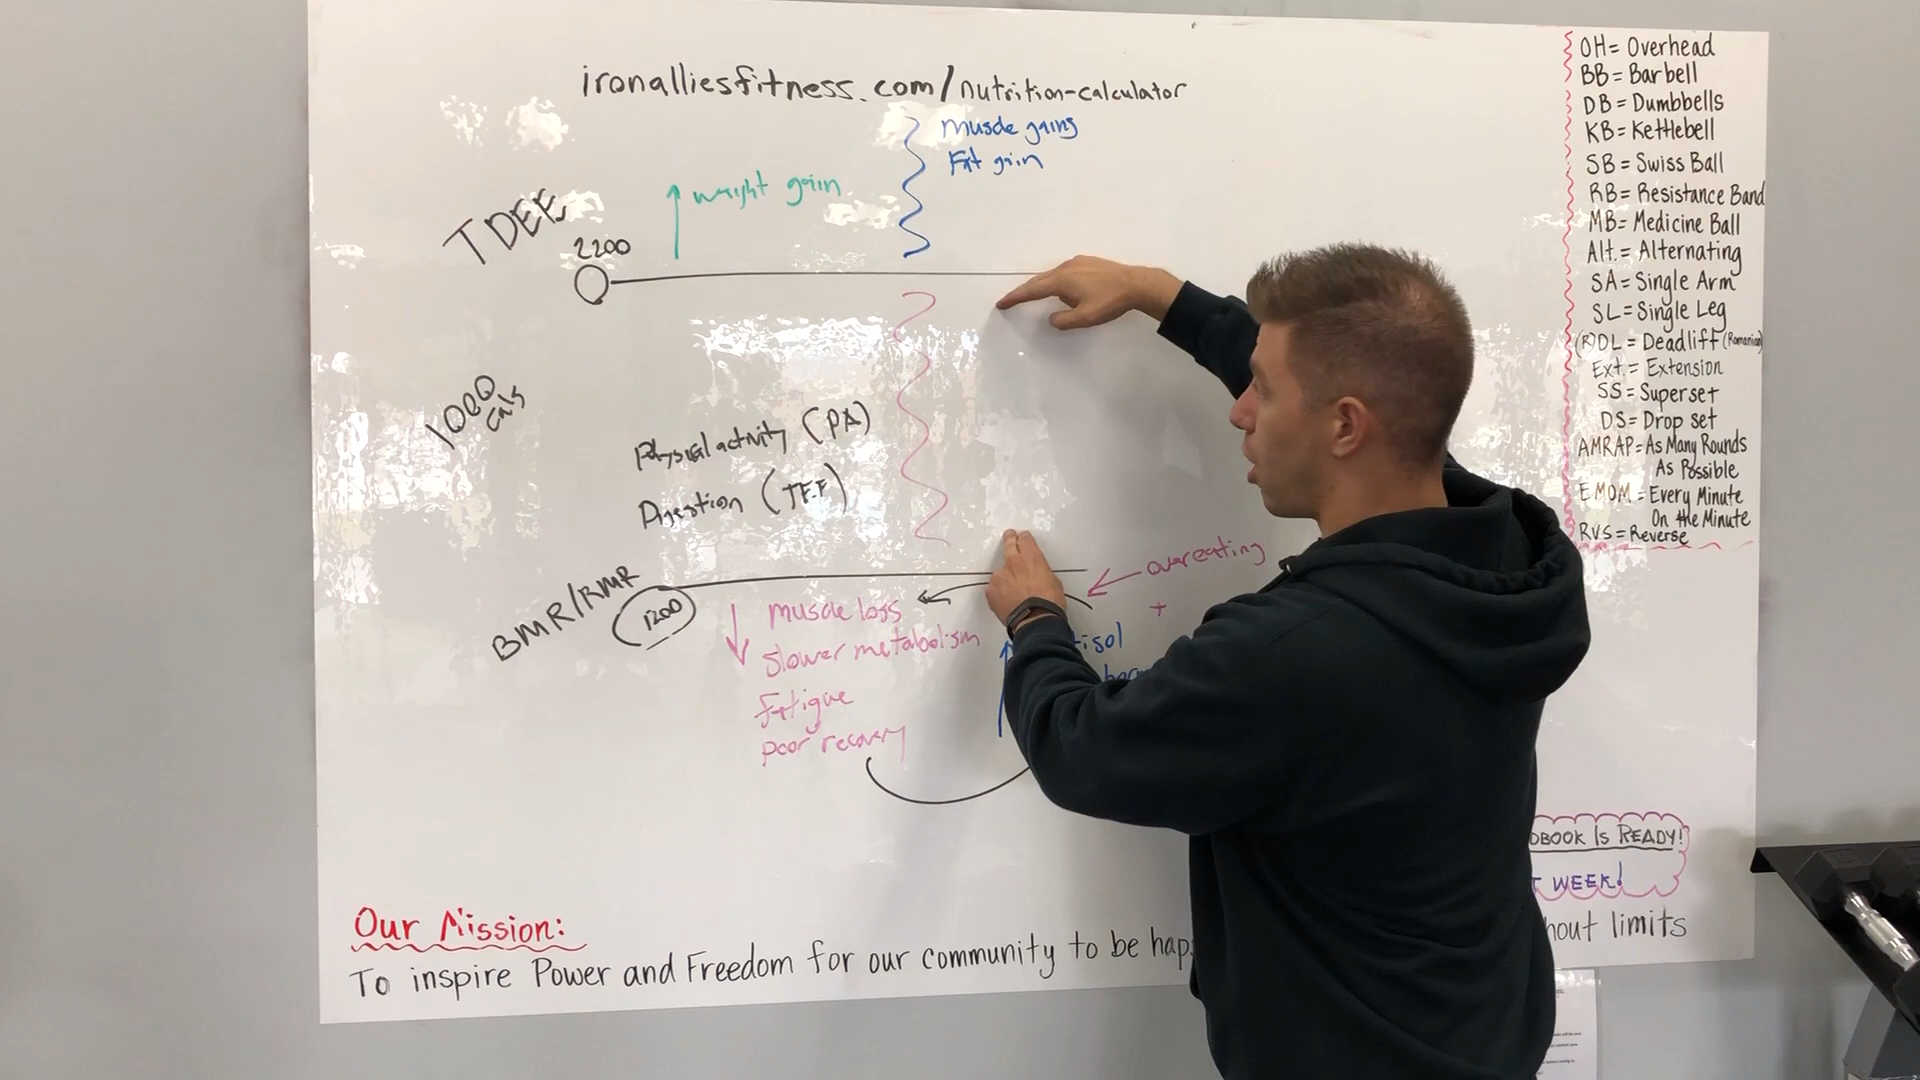 ironalliesfitness.com/nutrition-calculator
Muscle gains
Fat gain
weight gain
TDEE
2200
1000
cals
Physical activity (PA)
Digestion (TEF)
BMR/RMR
1200
muscle loss
slower metabolism
fatigue
poor recovery
overeating
+
tisol
OH= Overhead
BB= Barbell
DB= Dumbbells
KB= Kettlebell
SB= Swiss Ball
RB= Resistance Band
MB= Medicine Ball
Alt.= Alternating
SA= Single Arm
SL= Single Leg
(R)DL= Deadlift (Romanian)
Ext.= Extension
SS= Superset
DS= Drop set
AMRAP= As Many Rounds
As Possible
EMOM= Every Minute
On the Minute
RVS= Reverse
DBOOK IS READY!
T WEEK!
Our Mission:
To inspire Power and Freedom for our community to be hap hout limits